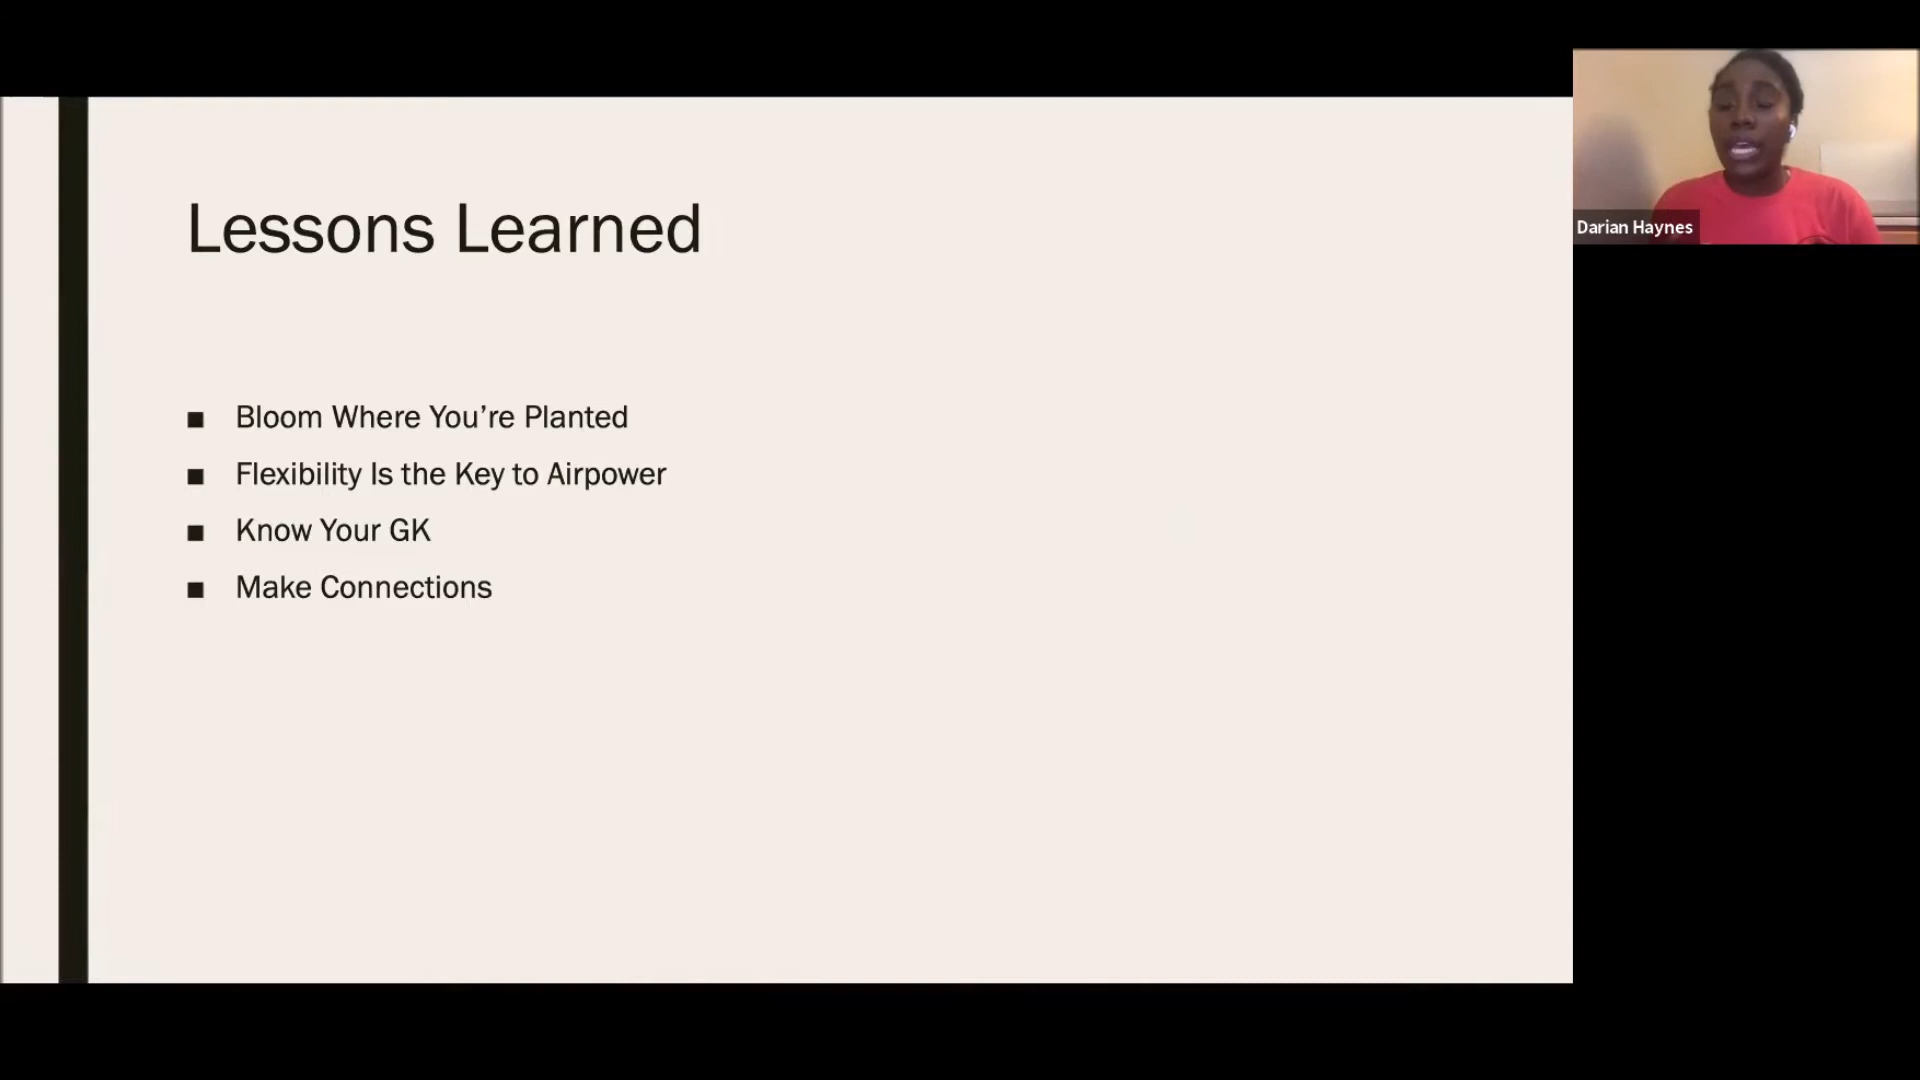 Lessons Learned
■ Bloom Where You’re Planted
■ Flexibility Is the Key to Airpower
■ Know Your GK
■ Make Connections
Darian Haynes